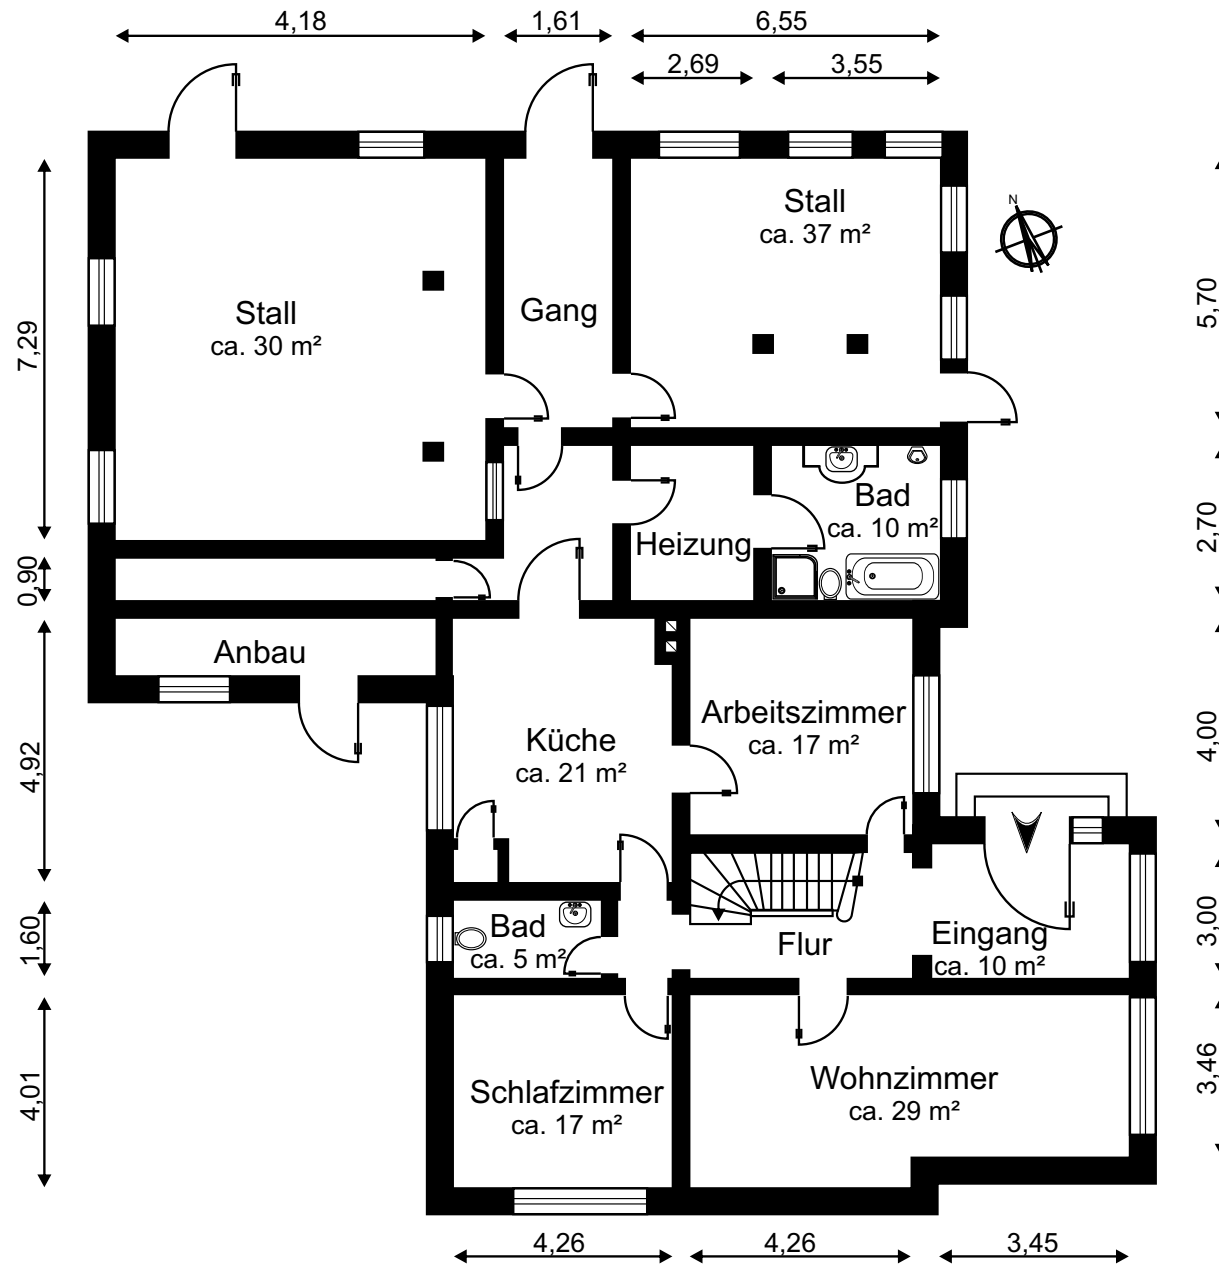 4,18
1,61
6,55
2,69
3,55
Stall
ca. 37 m²
N
Stall
ca. 30 m²
Gang
7,29
5,70
Bad
ca. 10 m²
Heizung
2,70
0,90
Anbau
Arbeitszimmer
ca. 17 m²
Küche
ca. 21 m²
4,92
4,00
Bad
ca. 5 m²
Flur
Eingang
ca. 10 m²
1,60
3,00
Schlafzimmer
ca. 17 m²
Wohnzimmer
ca. 29 m²
4,01
3,46
4,26
4,26
3,45